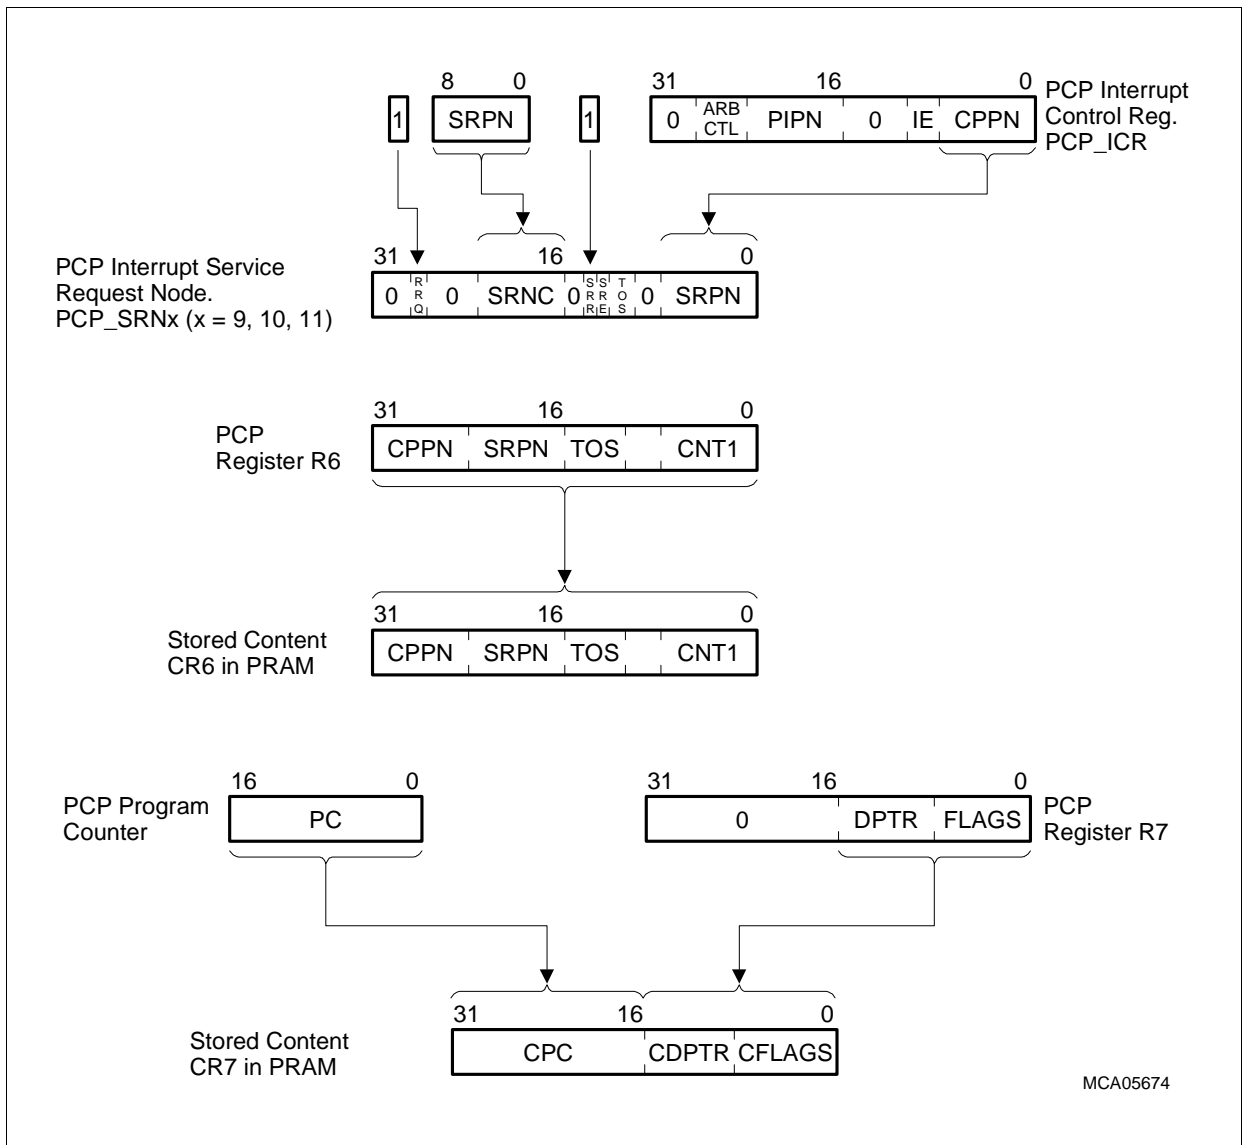 8 0
31 16 0
1
SRPN
1
0 ARB CTL PIPN 0 IE CPPN
PCP Interrupt
Control Reg.
PCP_ICR
31 16 0
PCP Interrupt Service
Request Node.
PCP_SRNx (x = 9, 10, 11)
0 RRQ 0 SRNC 0 SRR SRE TOS 0 SRPN
31 16 0
PCP
Register R6
CPPN SRPN TOS CNT1
31 16 0
Stored Content
CR6 in PRAM
CPPN SRPN TOS CNT1
16 0
PCP Program
Counter
PC
31 16 0
0 DPTR FLAGS
PCP
Register R7
31 16 0
Stored Content
CR7 in PRAM
CPC CDPTR CFLAGS
MCA05674